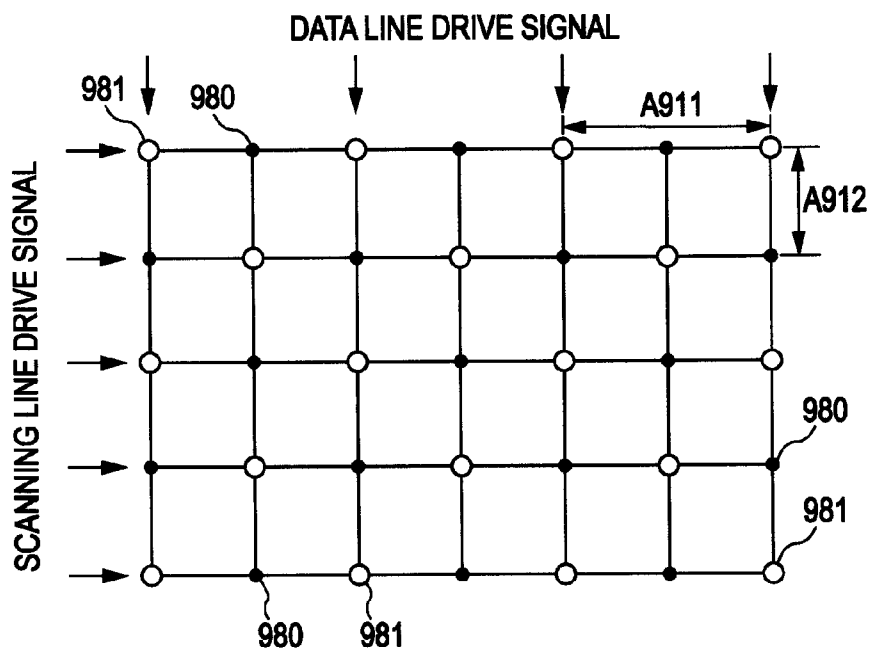 DATA LINE DRIVE SIGNAL
981
980
A911
A912
SCANNING LINE DRIVE SIGNAL
980
981
980
981